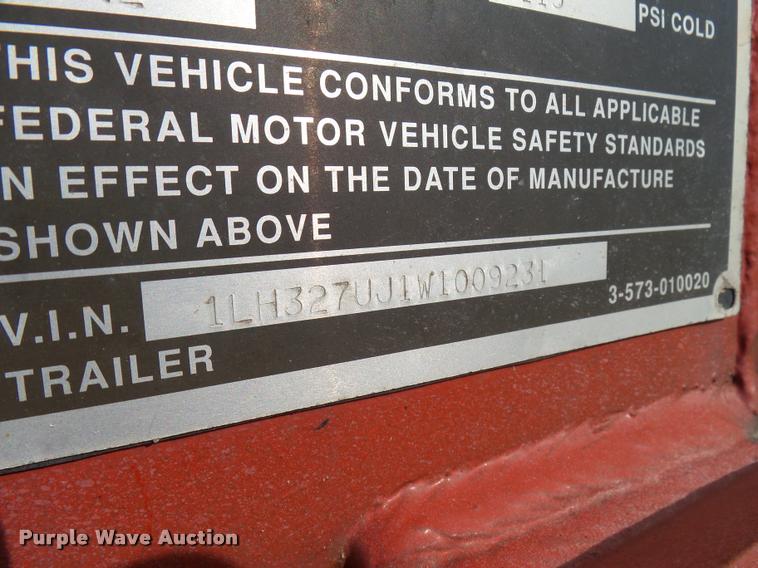 PSI COLD
THIS VEHICLE CONFORMS TO ALL APPLICABLE
FEDERAL MOTOR VEHICLE SAFETY STANDARDS
IN EFFECT ON THE DATE OF MANUFACTURE
SHOWN ABOVE
V.I.N. 1LH327UJ1W1009231 3-573-010020
TRAILER
Purple Wave Auction